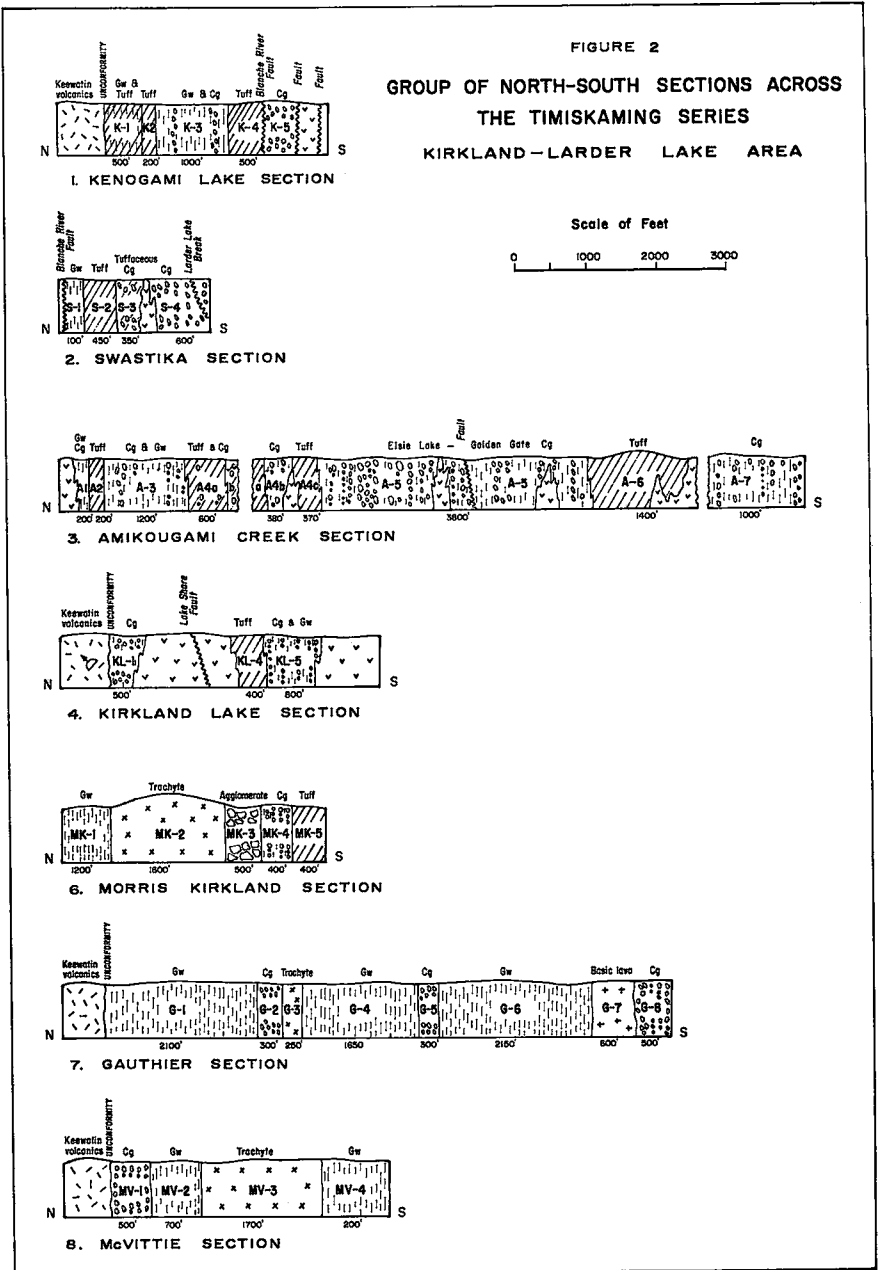 FIGURE 2
GROUP OF NORTH-SOUTH SECTIONS ACROSS
THE TIMISKAMING SERIES
KIRKLAND-LARDER LAKE AREA
Scale of Feet
0 1000 2000 3000
Keewatin volcanics
UNCONFORMITY
Gw & Tuff
Tuff
Gw & Cg
Tuff
Blanche River Fault
Cg
Fault
Fault
N K-1 K2 K-3 K-4 K-5 S
500' 200' 1000' 500'
1. KENOGAMI LAKE SECTION
Blanche River Fault
Gw
Tuff
Tuffaceous Cg
Cg
Larder Lake Break
N S-1 S-2 S-3 S-4 S
100' 450' 350' 600'
2. SWASTIKA SECTION
Gw Cg
Tuff
Cg & Gw
Tuff & Cg
Cg
Tuff
Elsie Lake - Fault
Golden Gate Cg
Tuff
Cg
N A1 A2 A-3 A4a b a A4b A4c A-5 A-5 A-6 A-7 S
200' 200' 1200' 600' 380' 370' 3800' 1400' 1000'
3. AMIKOUGAMI CREEK SECTION
Keewatin volcanics
UNCONFORMITY
Cg
Lake Shore Fault
Tuff
Cg & Gw
N KL-1 KL-4 KL-5 S
500' 400' 800'
4. KIRKLAND LAKE SECTION
Gw
Trachyte
Agglomerate
Cg
Tuff
N MK-1 MK-2 MK-3 MK-4 MK-5 S
1200' 1600' 500' 400' 400'
6. MORRIS KIRKLAND SECTION
Keewatin volcanics
UNCONFORMITY
Gw
Cg
Trachyte
Gw
Cg
Gw
Basic lava
Cg
N G-1 G-2 G-3 G-4 G-5 G-6 G-7 G-8 S
2100' 300' 250' 1650 300' 2150' 600' 500'
7. GAUTHIER SECTION
Keewatin volcanics
UNCONFORMITY
Cg
Gw
Trachyte
Gw
N MV-1 MV-2 MV-3 MV-4 S
500' 700' 1700' 200'
8. McVITTIE SECTION